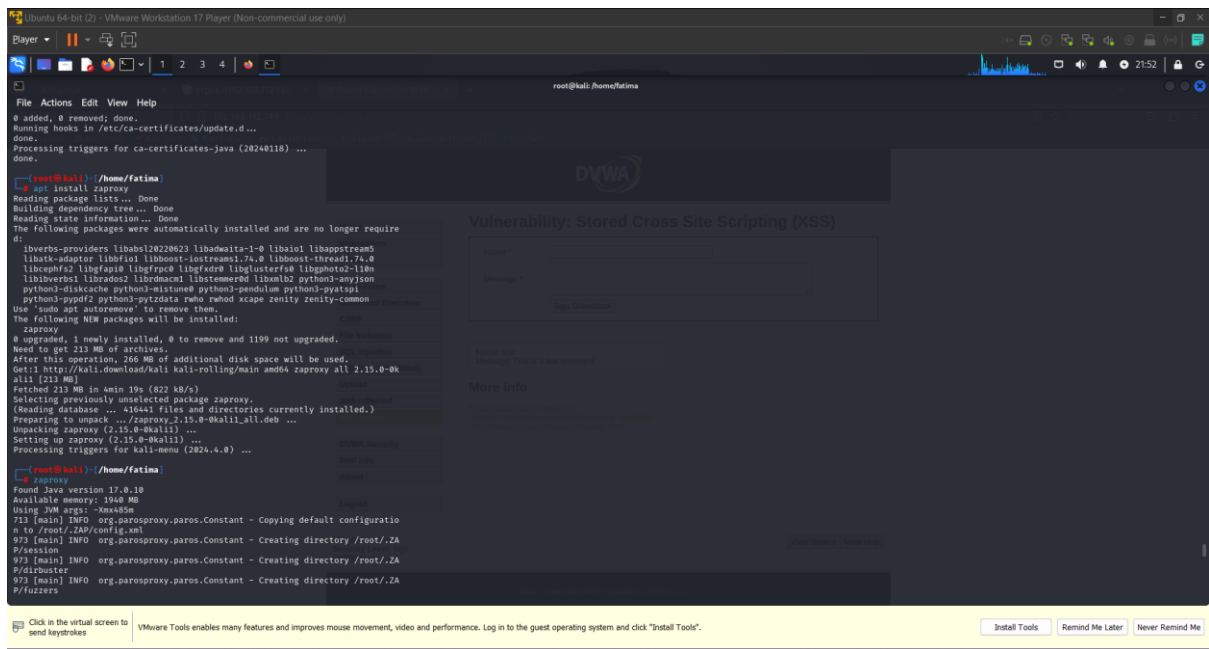 Ubuntu 64-bit (2) - VMware Workstation 17 Player (Non-commercial use only)
Player
1 2 3 4
21:52
root@kali: /home/fatima
File Actions Edit View Help
0 added, 0 removed; done.
Running hooks in /etc/ca-certificates/update.d ...
done.
Processing triggers for ca-certificates-java (20240118) ...
done.
┌──(root㉿kali)-[/home/fatima]
└─# apt install zaproxy
Reading package lists... Done
Building dependency tree... Done
Reading state information... Done
The following packages were automatically installed and are no longer require
d:
ibverbs-providers libabsl20220623 libadwaita-1-0 libaio1 libappstream5
libatk-adaptor libbfio1 libboost-iostreams1.74.0 libboost-thread1.74.0
libcephfs2 libgfapi0 libgfrpc0 libgfxdr0 libglusterfs0 libgphoto2-l10n
libibverbs1 librados2 librdmacm1 libstemmer0d libxmlb2 python3-anyjson
python3-diskcache python3-mistune0 python3-pendulum python3-pyatspi
python3-pypdf2 python3-pytzdata rwho rwhod xcape zenity zenity-common
Use 'sudo apt autoremove' to remove them.
The following NEW packages will be installed:
zaproxy
0 upgraded, 1 newly installed, 0 to remove and 1199 not upgraded.
Need to get 213 MB of archives.
After this operation, 266 MB of additional disk space will be used.
Get:1 http://kali.download/kali kali-rolling/main amd64 zaproxy all 2.15.0-0k
ali1 [213 MB]
Fetched 213 MB in 4min 19s (822 kB/s)
Selecting previously unselected package zaproxy.
(Reading database ... 416441 files and directories currently installed.)
Preparing to unpack .../zaproxy_2.15.0-0kali1_all.deb ...
Unpacking zaproxy (2.15.0-0kali1) ...
Setting up zaproxy (2.15.0-0kali1) ...
Processing triggers for kali-menu (2024.4.0) ...
┌──(root㉿kali)-[/home/fatima]
└─# zaproxy
Found Java version 17.0.10
Available memory: 1940 MB
Using JVM args: -Xmx485m
713 [main] INFO org.parosproxy.paros.Constant - Copying default configuratio
n to /root/.ZAP/config.xml
973 [main] INFO org.parosproxy.paros.Constant - Creating directory /root/.ZA
P/session
973 [main] INFO org.parosproxy.paros.Constant - Creating directory /root/.ZA
P/dirbuster
973 [main] INFO org.parosproxy.paros.Constant - Creating directory /root/.ZA
P/fuzzers
DVWA
Vulnerability: Stored Cross Site Scripting (XSS)
Name *
Message *
Sign Guestbook
More info
DVWA Security
PHP Info
About
Logout
Click in the virtual screen to
send keystrokes
VMware Tools enables many features and improves mouse movement, video and performance. Log in to the guest operating system and click "Install Tools".
Install Tools
Remind Me Later
Never Remind Me